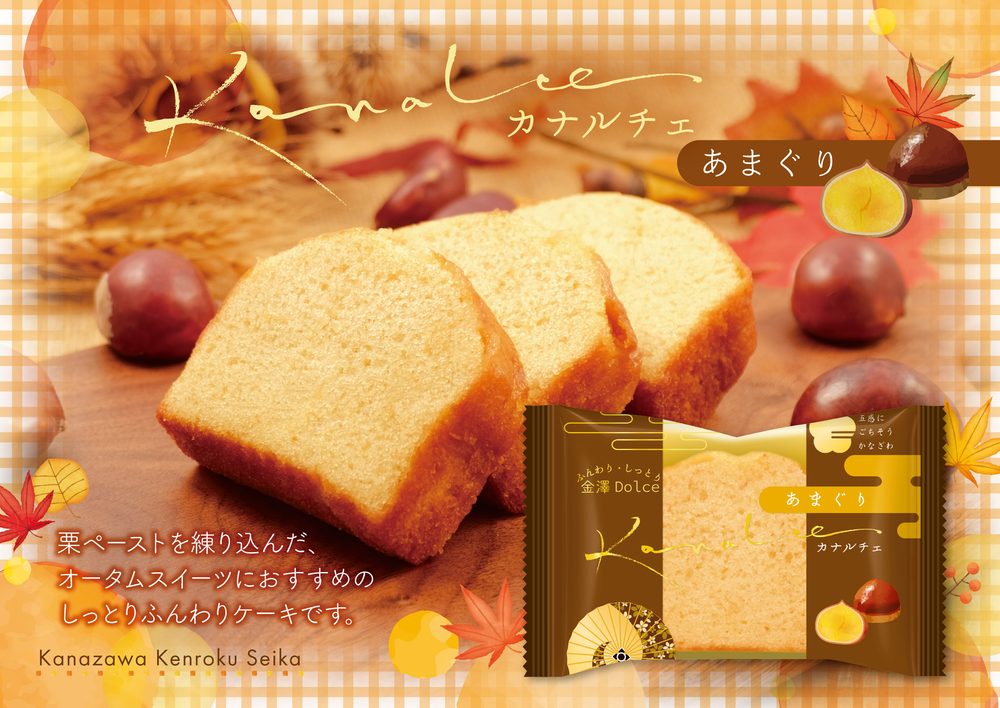 Kanalce
カナルチェ
あまぐり
五感に
ごちそう
かなざわ
ふんわり・しっとり
金澤 Dolce
あまぐり
Kanalce
カナルチェ
栗ペーストを練り込んだ、
オータムスイーツにおすすめの
しっとりふんわりケーキです。
Kanazawa Kenroku Seika